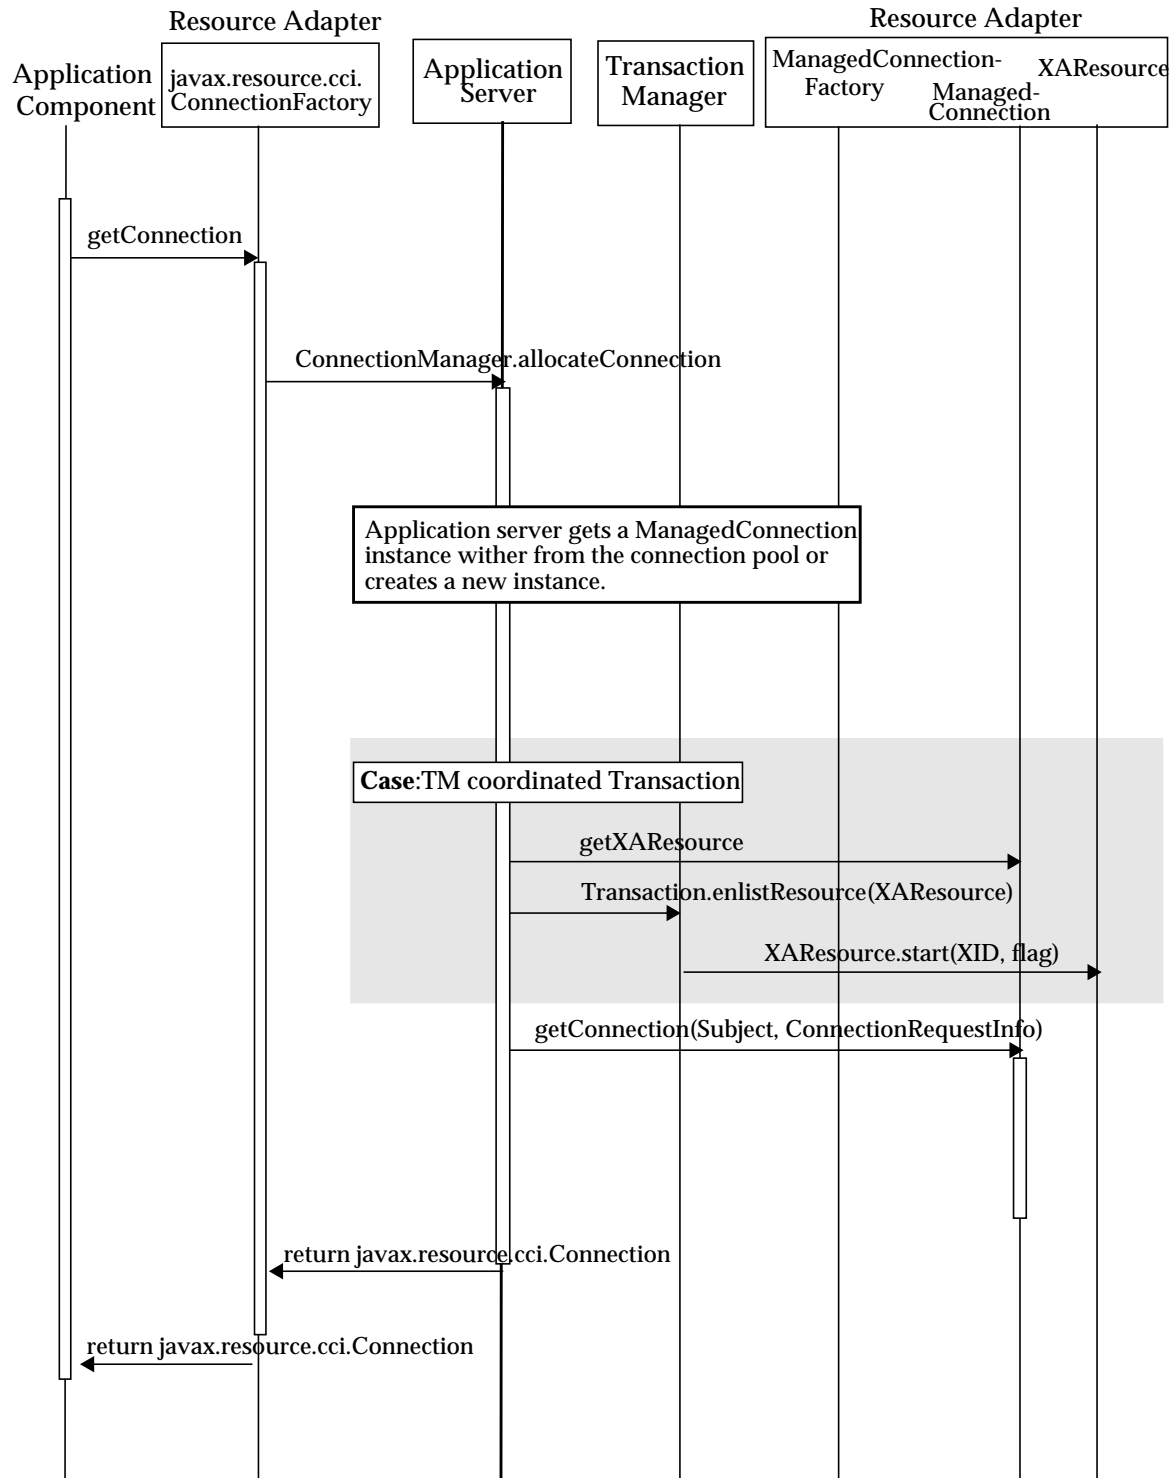 Resource Adapter
Resource Adapter
Application
Component
javax.resource.cci.
ConnectionFactory
Application
Server
Transaction
Manager
ManagedConnection-
Factory
Managed-
Connection
XAResource
getConnection
ConnectionManager.allocateConnection
Application server gets a ManagedConnection
instance wither from the connection pool or
creates a new instance.
Case:TM coordinated Transaction
getXAResource
Transaction.enlistResource(XAResource)
XAResource.start(XID, flag)
getConnection(Subject, ConnectionRequestInfo)
return javax.resource.cci.Connection
return javax.resource.cci.Connection